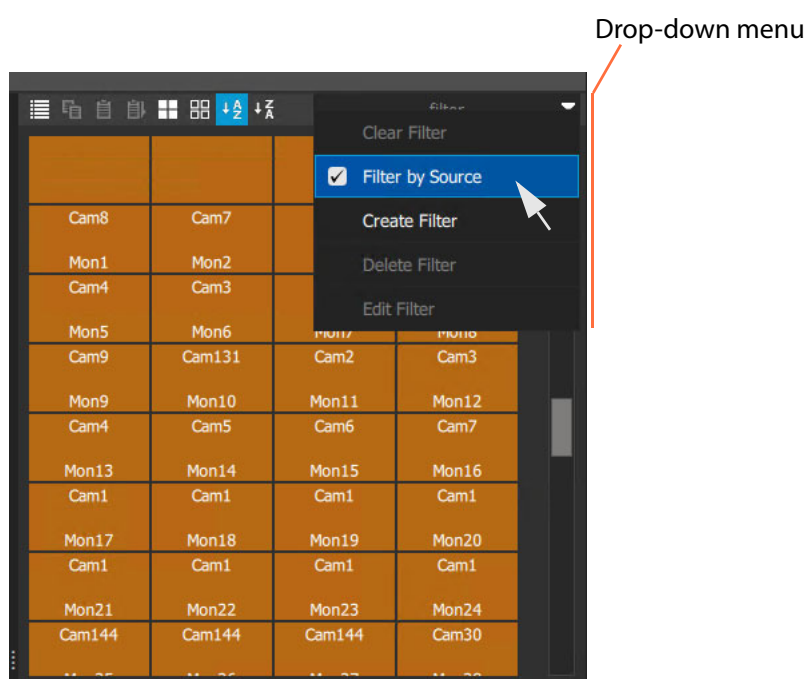 Drop-down menu
filter
Clear Filter
Filter by Source
Create Filter
Delete Filter
Edit Filter
Cam8 Cam7
Mon1 Mon2
Cam4 Cam3
Mon5 Mon6 Mon7 Mon8
Cam9 Cam131 Cam2 Cam3
Mon9 Mon10 Mon11 Mon12
Cam4 Cam5 Cam6 Cam7
Mon13 Mon14 Mon15 Mon16
Cam1 Cam1 Cam1 Cam1
Mon17 Mon18 Mon19 Mon20
Cam1 Cam1 Cam1 Cam1
Mon21 Mon22 Mon23 Mon24
Cam144 Cam144 Cam144 Cam30